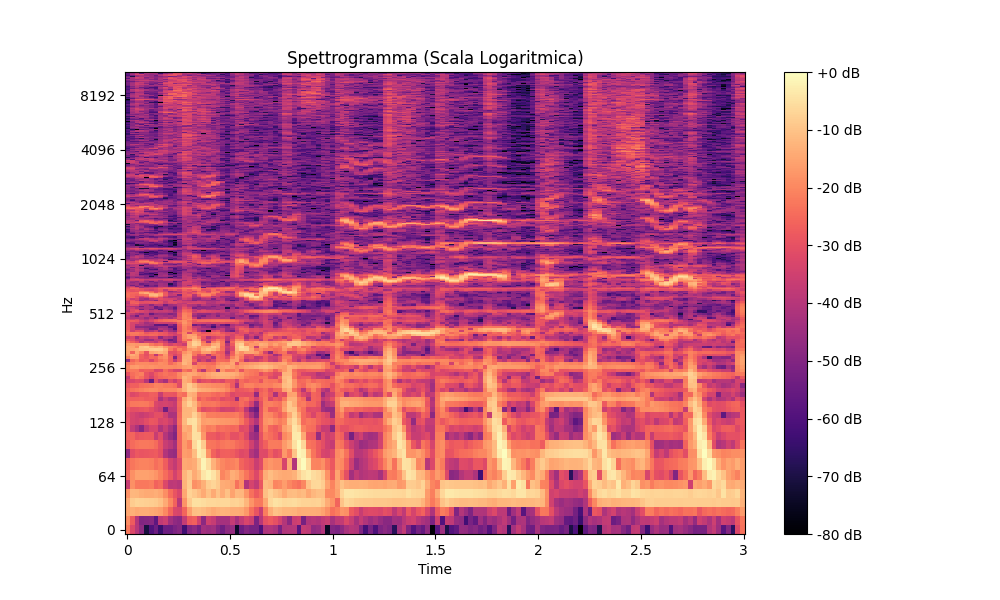 Spettrogramma (Scala Logaritmica)
8192
4096
2048
1024
512
256
128
64
0
Hz
0
0.5
1
1.5
2
2.5
3
Time
+0 dB
-10 dB
-20 dB
-30 dB
-40 dB
-50 dB
-60 dB
-70 dB
-80 dB